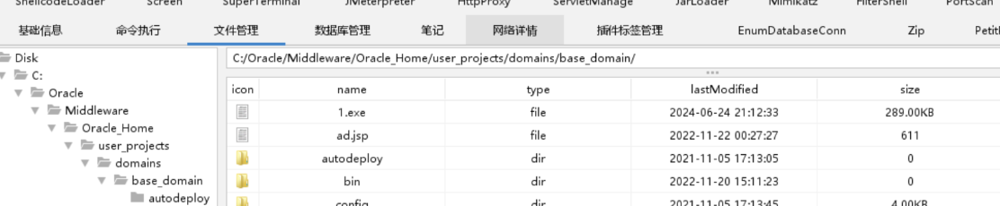 ShellcodeLoader Screen SuperTerminal JMeterpreter HttpProxy ServletManage JarLoader Mimikatz FilterShell PortScan
基础信息 命令执行 文件管理 数据库管理 笔记 网络详情 插件标签管理 EnumDatabaseConn Zip Petit
Disk
C:/Oracle/Middleware/Oracle_Home/user_projects/domains/base_domain/
C:
Oracle
Middleware
Oracle_Home
user_projects
domains
base_domain
autodeploy
icon name type lastModified size
1.exe file 2024-06-24 21:12:33 289.00KB
ad.jsp file 2022-11-22 00:27:27 611
autodeploy dir 2021-11-05 17:13:05 0
bin dir 2022-11-20 15:11:23 0
config dir 2021-11-05 17:13:45 4.00KB